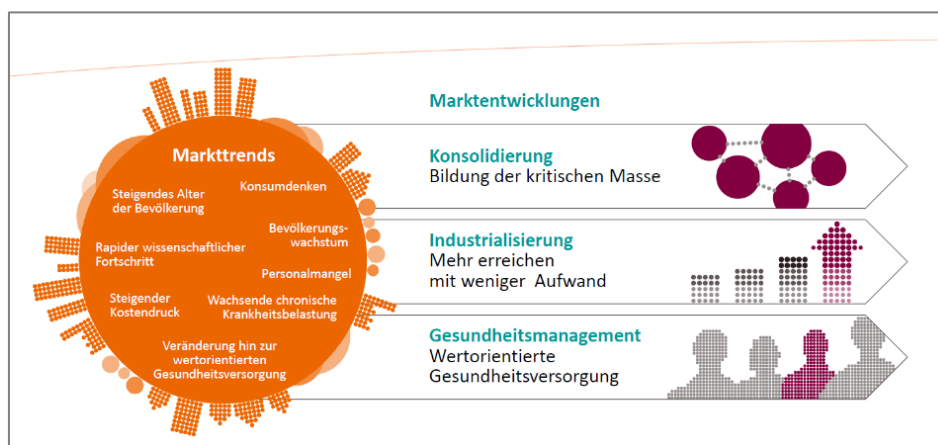 Markttrends
Steigendes Alter
der Bevölkerung
Konsumdenken
Bevölkerungs-
wachstum
Rapider wissenschaftlicher
Fortschritt
Personalmangel
Steigender
Kostendruck
Wachsende chronische
Krankheitsbelastung
Veränderung hin zur
wertorientierten
Gesundheitsversorgung
Marktentwicklungen
Konsolidierung
Bildung der kritischen Masse
Industrialisierung
Mehr erreichen
mit weniger Aufwand
Gesundheitsmanagement
Wertorientierte
Gesundheitsversorgung